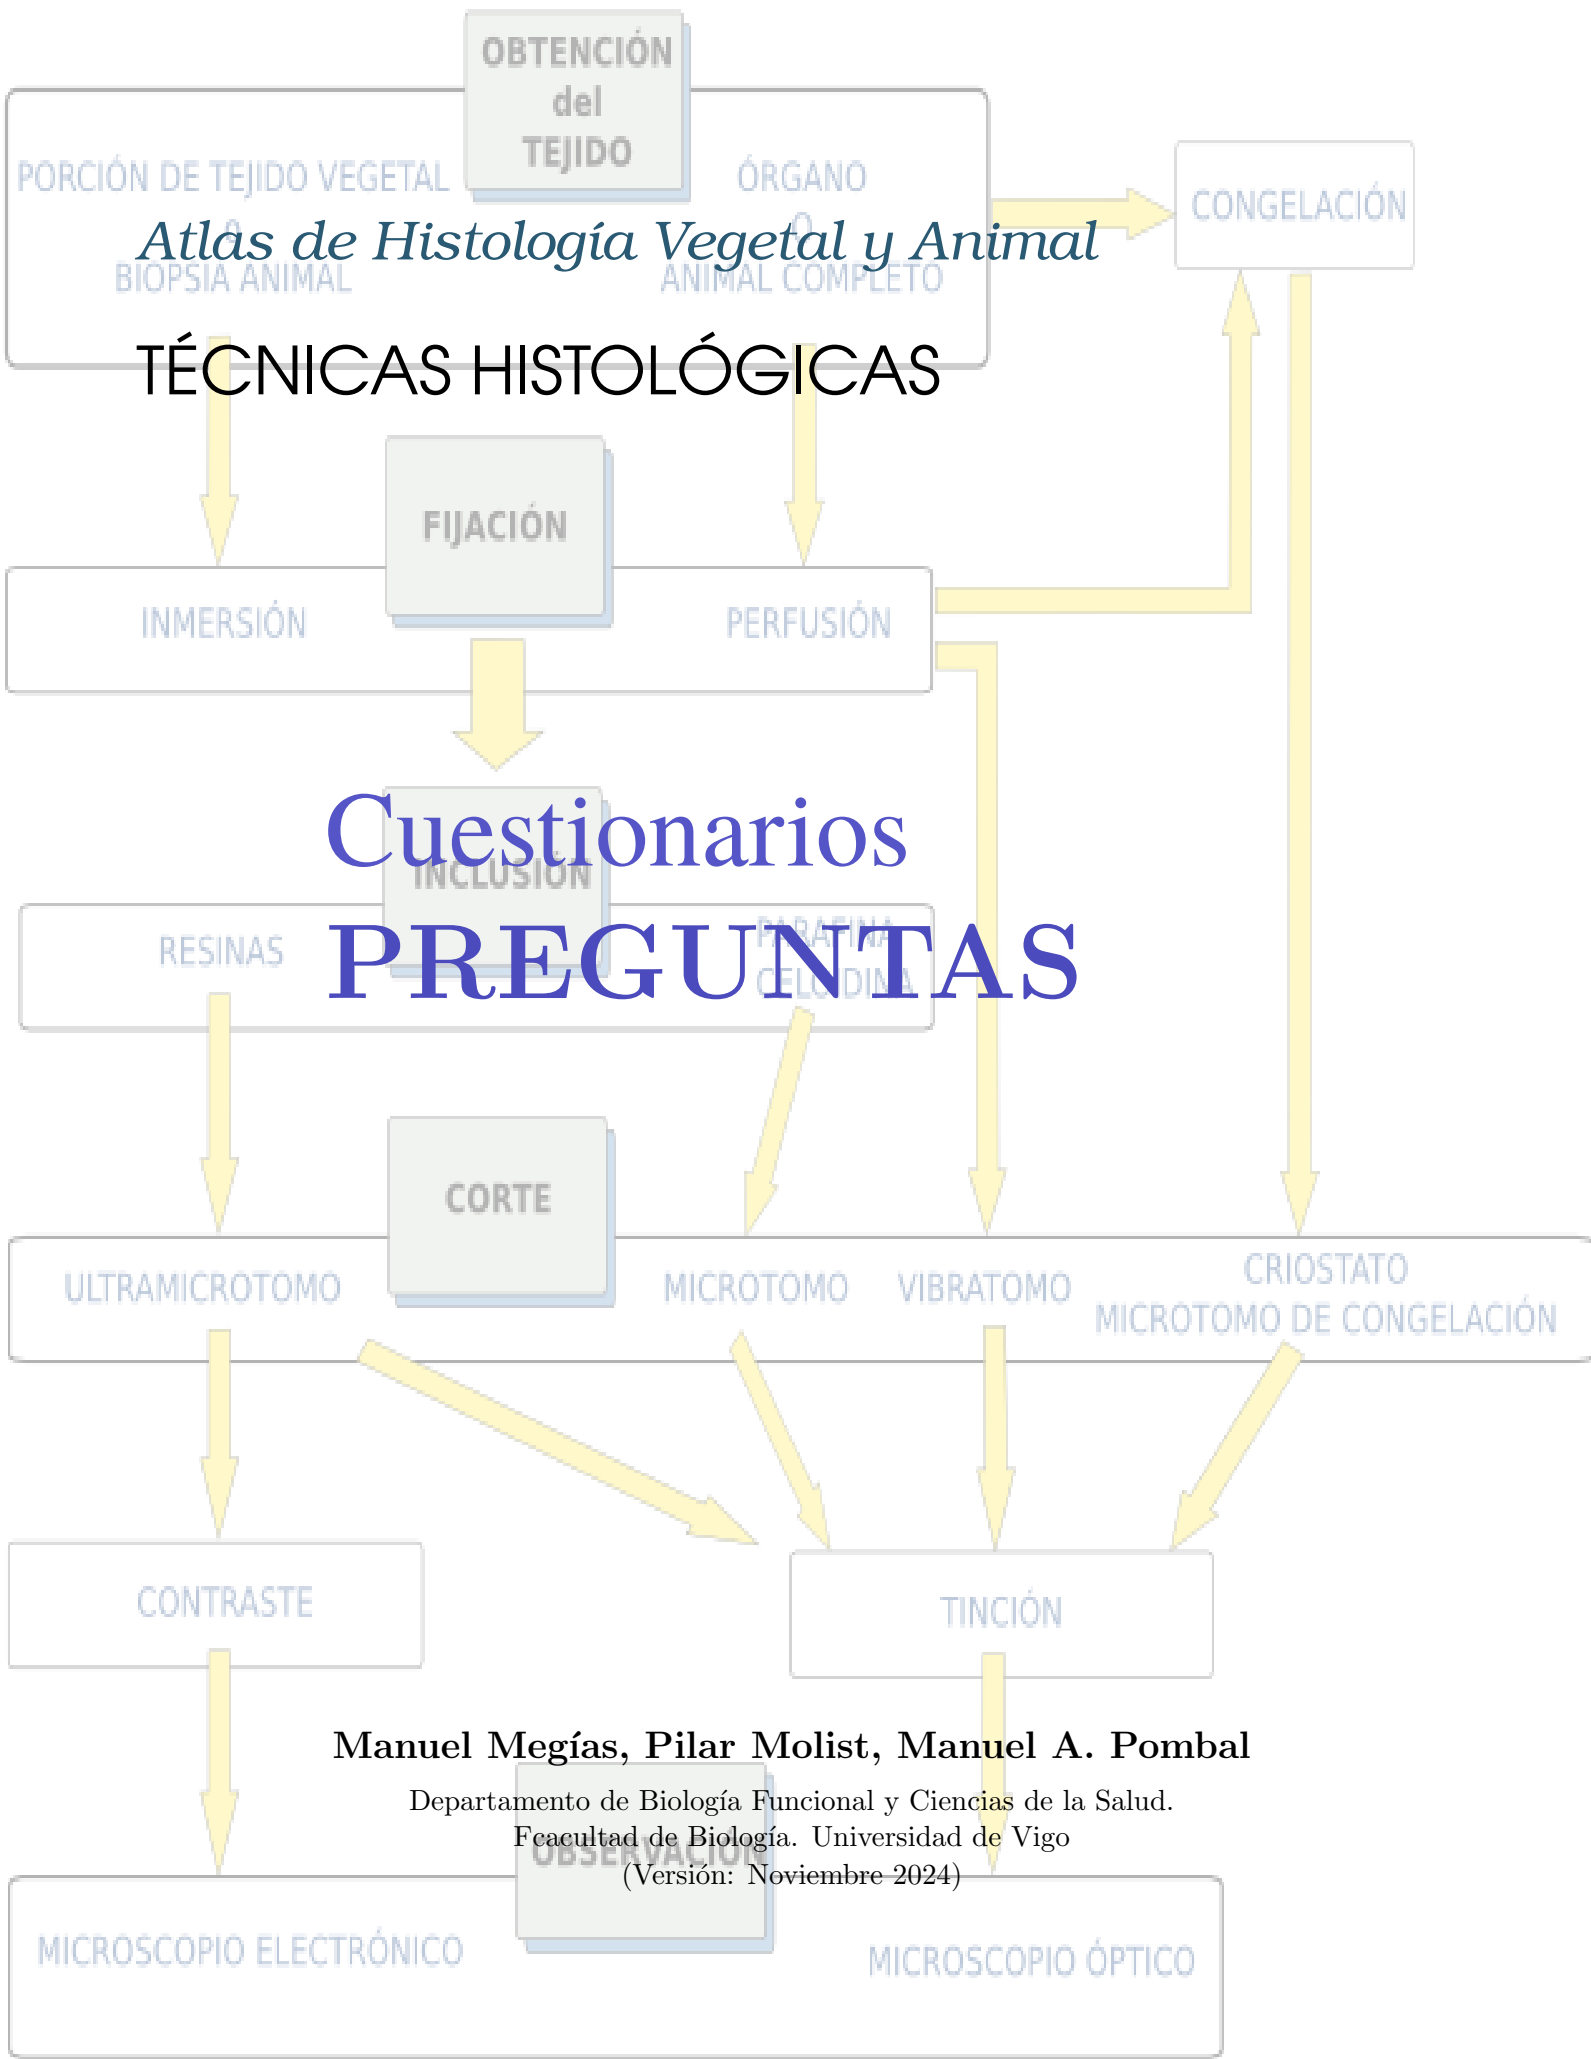 OBTENCIÓN
del
TEJIDO
PORCIÓN DE TEJIDO VEGETAL
o
BIOPSIA ANIMAL
ÓRGANO
O
ANIMAL COMPLETO
CONGELACIÓN
Atlas de Histología Vegetal y Animal
TÉCNICAS HISTOLÓGICAS
FIJACIÓN
INMERSIÓN
PERFUSIÓN
Cuestionarios
INCLUSIÓN
PREGUNTAS
RESINAS
PARAFINA
CELOIDINA
CORTE
ULTRAMICROTOMO
MICROTOMO
VIBRATOMO
CRIOSTATO
MICROTOMO DE CONGELACIÓN
CONTRASTE
TINCIÓN
Manuel Megías, Pilar Molist, Manuel A. Pombal
Departamento de Biología Funcional y Ciencias de la Salud.
Fcacultad de Biología. Universidad de Vigo
(Versión: Noviembre 2024)
OBSERVACIÓN
MICROSCOPIO ELECTRÓNICO
MICROSCOPIO ÓPTICO